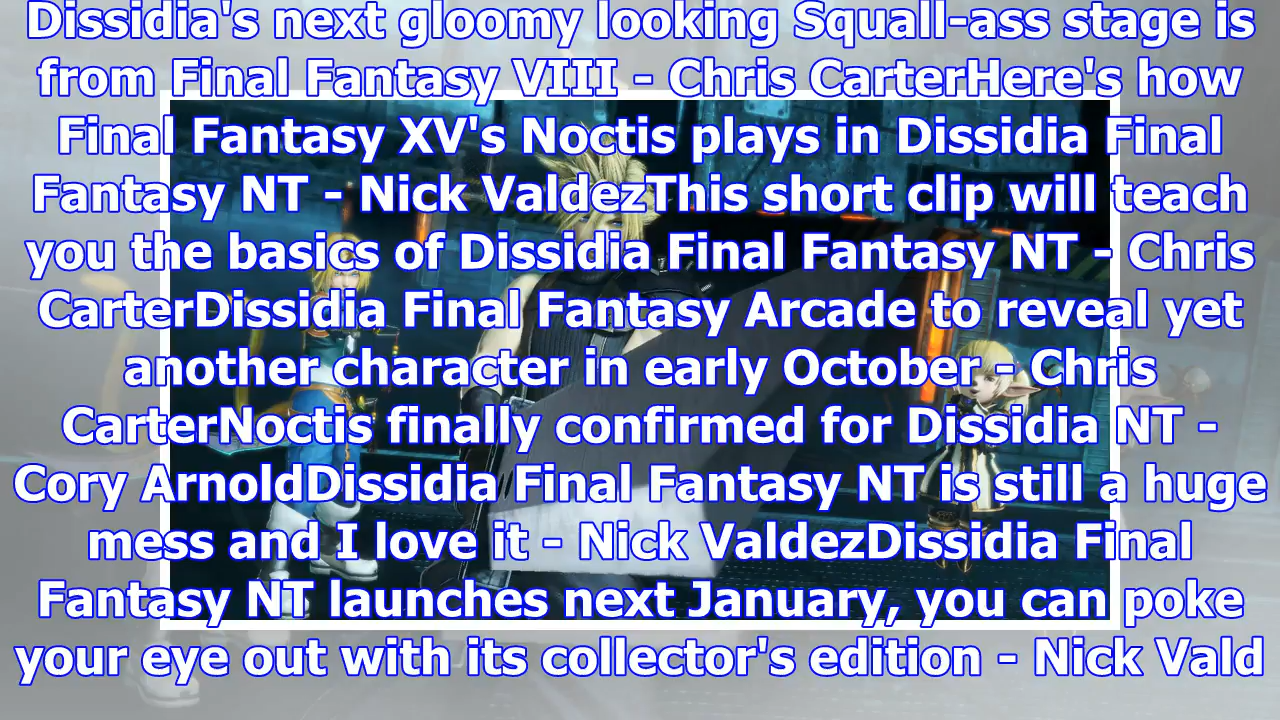 Dissidia's next gloomy looking Squall-ass stage is
from Final Fantasy VIII - Chris CarterHere's how
Final Fantasy XV's Noctis plays in Dissidia Final
Fantasy NT - Nick ValdezThis short clip will teach
you the basics of Dissidia Final Fantasy NT - Chris
CarterDissidia Final Fantasy Arcade to reveal yet
another character in early October - Chris
CarterNoctis finally confirmed for Dissidia NT -
Cory ArnoldDissidia Final Fantasy NT is still a huge
mess and I love it - Nick ValdezDissidia Final
Fantasy NT launches next January, you can poke
your eye out with its collector's edition - Nick Vald